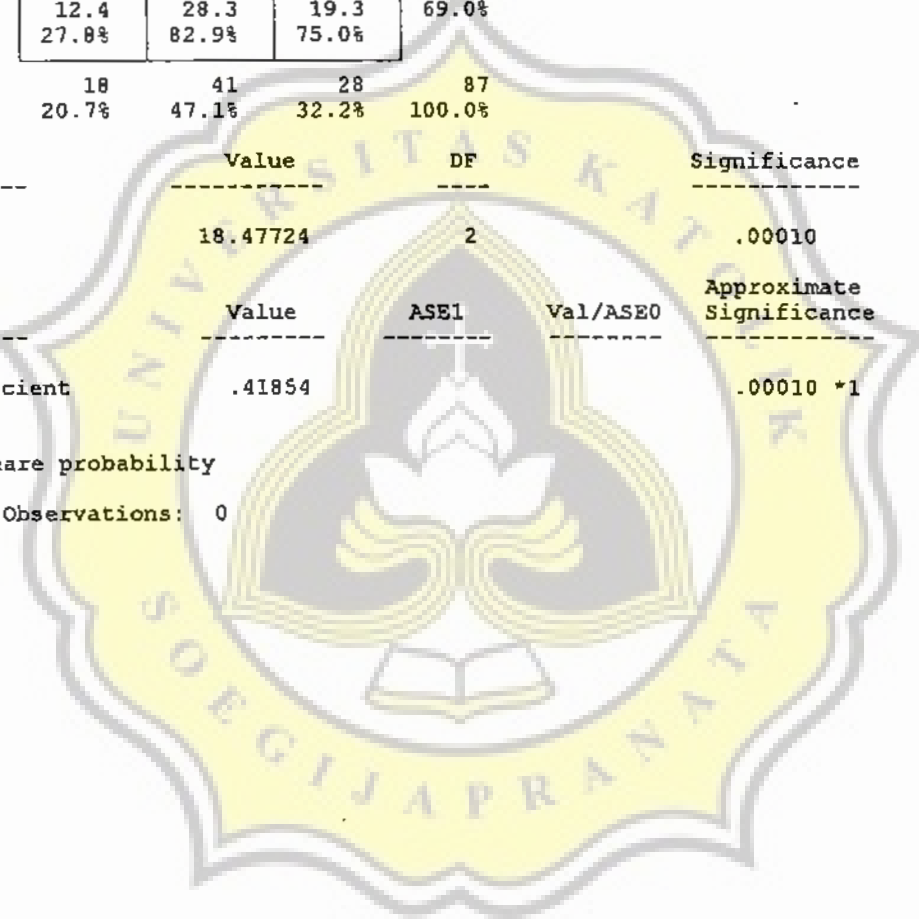 12.4 28.3 19.3 69.0%
27.8% 82.9% 75.0%
18 41 28 87
20.7% 47.1% 32.2% 100.0%
Value DF Significance
-- ----------- ---- -----------
18.47724 2 .00010
Approximate
Value ASE1 Val/ASE0 Significance
-- --------- -------- -------- ------------
cient .41854 .00010 *1
are probability
Observations: 0
UNIVERSITAS KATOLIK
SOEGIJAPRANATA